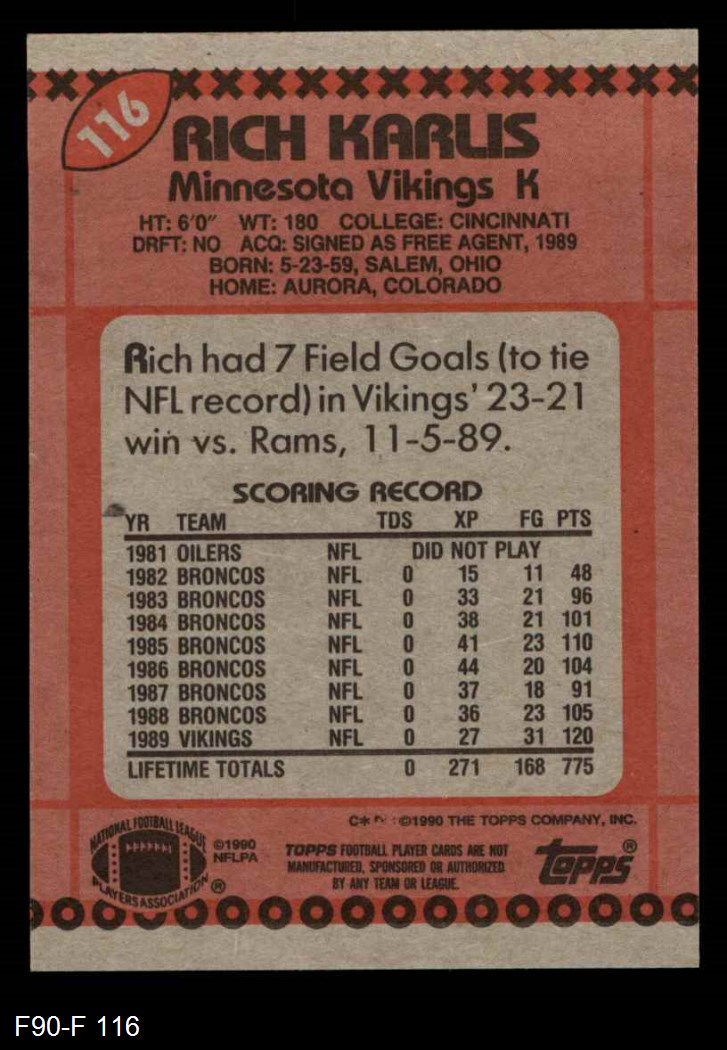 116
RICH KARLIS
Minnesota Vikings K
HT: 6'0" WT: 180 COLLEGE: CINCINNATI
DRFT: NO ACQ: SIGNED AS FREE AGENT, 1989
BORN: 5-23-59, SALEM, OHIO
HOME: AURORA, COLORADO
Rich had 7 Field Goals (to tie
NFL record) in Vikings' 23-21
win vs. Rams, 11-5-89.
SCORING RECORD
YR TEAM TDS XP FG PTS
1981 OILERS NFL DID NOT PLAY
1982 BRONCOS NFL 0 15 11 48
1983 BRONCOS NFL 0 33 21 96
1984 BRONCOS NFL 0 38 21 101
1985 BRONCOS NFL 0 41 23 110
1986 BRONCOS NFL 0 44 20 104
1987 BRONCOS NFL 0 37 18 91
1988 BRONCOS NFL 0 36 23 105
1989 VIKINGS NFL 0 27 31 120
LIFETIME TOTALS 0 271 168 775
C* ©1990 THE TOPPS COMPANY, INC.
NATIONAL FOOTBALL LEAGUE
PLAYERS ASSOCIATION ®
©1990
NFLPA
TOPPS FOOTBALL PLAYER CARDS ARE NOT
MANUFACTURED, SPONSORED OR AUTHORIZED
BY ANY TEAM OR LEAGUE.
topps®
F90-F 116